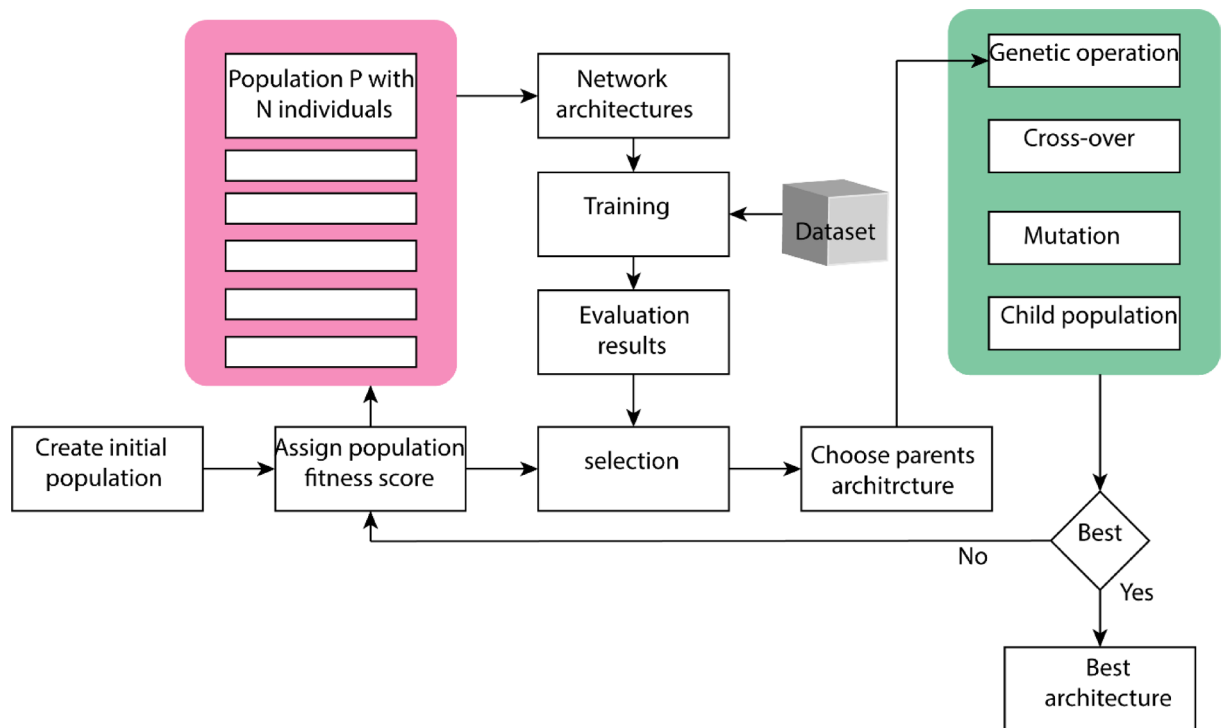 Population P with
N individuals
Network
architectures
Training
Dataset
Evaluation
results
Create initial
population
Assign population
fitness score
selection
Choose parents
architrcture
Genetic operation
Cross-over
Mutation
Child population
Best
No
Yes
Best
architecture